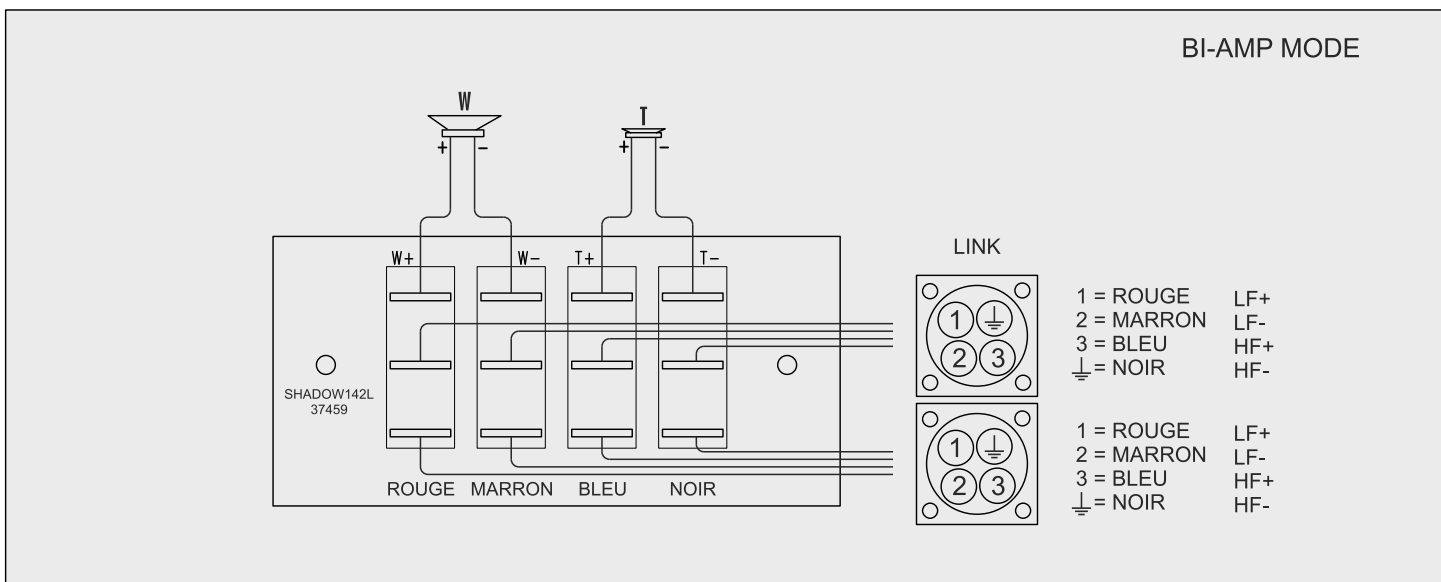 BI-AMP MODE
W
T
+ -
+ -
W+ W- T+ T-
LINK
1 ⏚
2 3
1 = ROUGE LF+
2 = MARRON LF-
3 = BLEU HF+
⏚ = NOIR HF-
SHADOW142L
37459
1 ⏚
2 3
1 = ROUGE LF+
2 = MARRON LF-
3 = BLEU HF+
⏚ = NOIR HF-
ROUGE MARRON BLEU NOIR